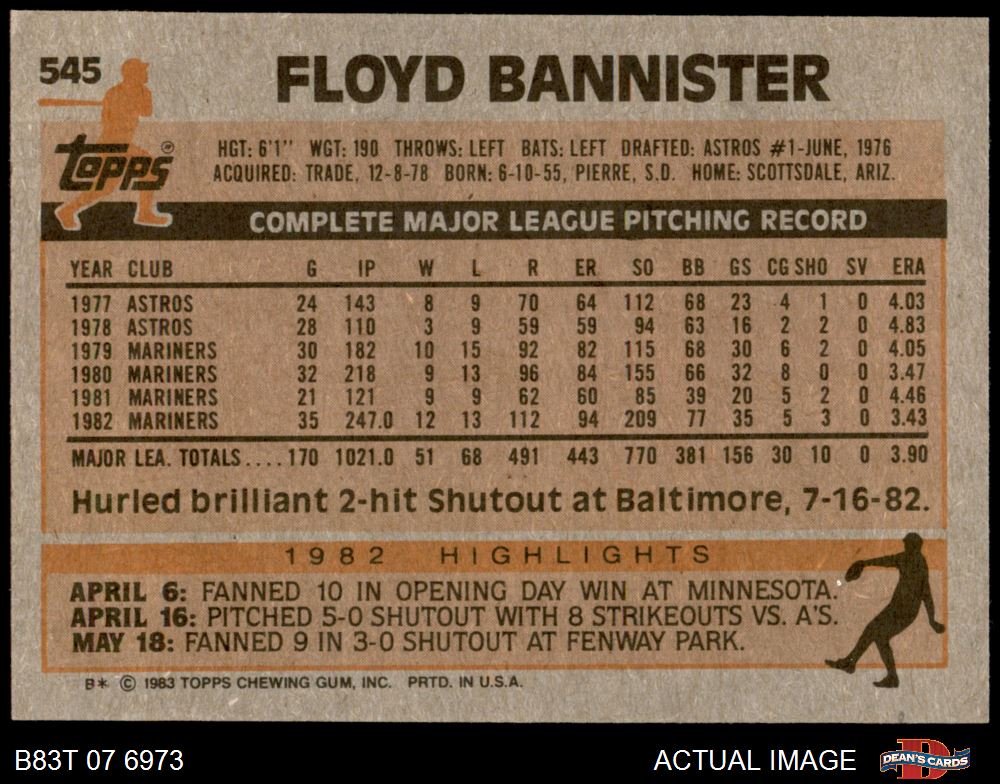 545
FLOYD BANNISTER
Topps
HGT: 6'1" WGT: 190 THROWS: LEFT BATS: LEFT DRAFTED: ASTROS #1-JUNE, 1976
ACQUIRED: TRADE, 12-8-78 BORN: 6-10-55, PIERRE, S.D. HOME: SCOTTSDALE, ARIZ.
COMPLETE MAJOR LEAGUE PITCHING RECORD
YEAR CLUB G IP W L R ER SO BB GS CG SHO SV ERA
1977 ASTROS 24 143 8 9 70 64 112 68 23 4 1 0 4.03
1978 ASTROS 28 110 3 9 59 59 94 63 16 2 2 0 4.83
1979 MARINERS 30 182 10 15 92 82 115 68 30 6 2 0 4.05
1980 MARINERS 32 218 9 13 96 84 155 66 32 8 0 0 3.47
1981 MARINERS 21 121 9 9 62 60 85 39 20 5 2 0 4.46
1982 MARINERS 35 247.0 12 13 112 94 209 77 35 5 3 0 3.43
MAJOR LEA. TOTALS....170 1021.0 51 68 491 443 770 381 156 30 10 0 3.90
Hurled brilliant 2-hit Shutout at Baltimore, 7-16-82.
1982 HIGHLIGHTS
APRIL 6: FANNED 10 IN OPENING DAY WIN AT MINNESOTA.
APRIL 16: PITCHED 5-0 SHUTOUT WITH 8 STRIKEOUTS VS. A'S.
MAY 18: FANNED 9 IN 3-0 SHUTOUT AT FENWAY PARK.
B* © 1983 TOPPS CHEWING GUM, INC. PRTD. IN U.S.A.
B83T 07 6973
ACTUAL IMAGE
D
DEAN'S CARDS